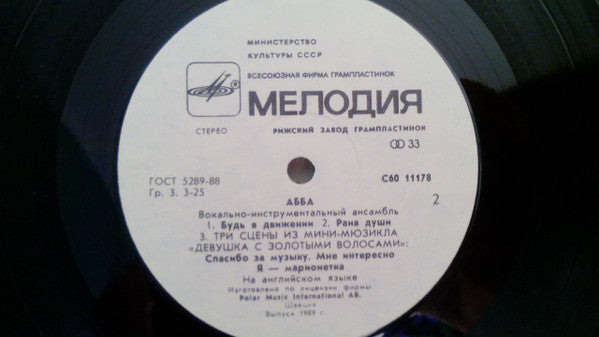 МИНИСТЕРСТВО
КУЛЬТУРЫ СССР
ВСЕСОЮЗНАЯ ФИРМА ГРАМПЛАСТИНОК
МЕЛОДИЯ
®
СТЕРЕО
РИЖСКИЙ ЗАВОД ГРАМПЛАСТИНОК
33
ГОСТ 5289-88
Гр. 3. 3-25
С60 11178
2
АББА
Вокально-инструментальный ансамбль
1. Будь в движении 2. Рана души
3. ТРИ СЦЕНЫ ИЗ МИНИ-МЮЗИКЛА
«ДЕВУШКА С ЗОЛОТЫМИ ВОЛОСАМИ»:
Спасибо за музыку. Мне интересно
Я — марионетка
На английском языке
Изготовлено по лицензии фирмы
Polar Music International AB.
Швеция
Выпуск 1989 г.